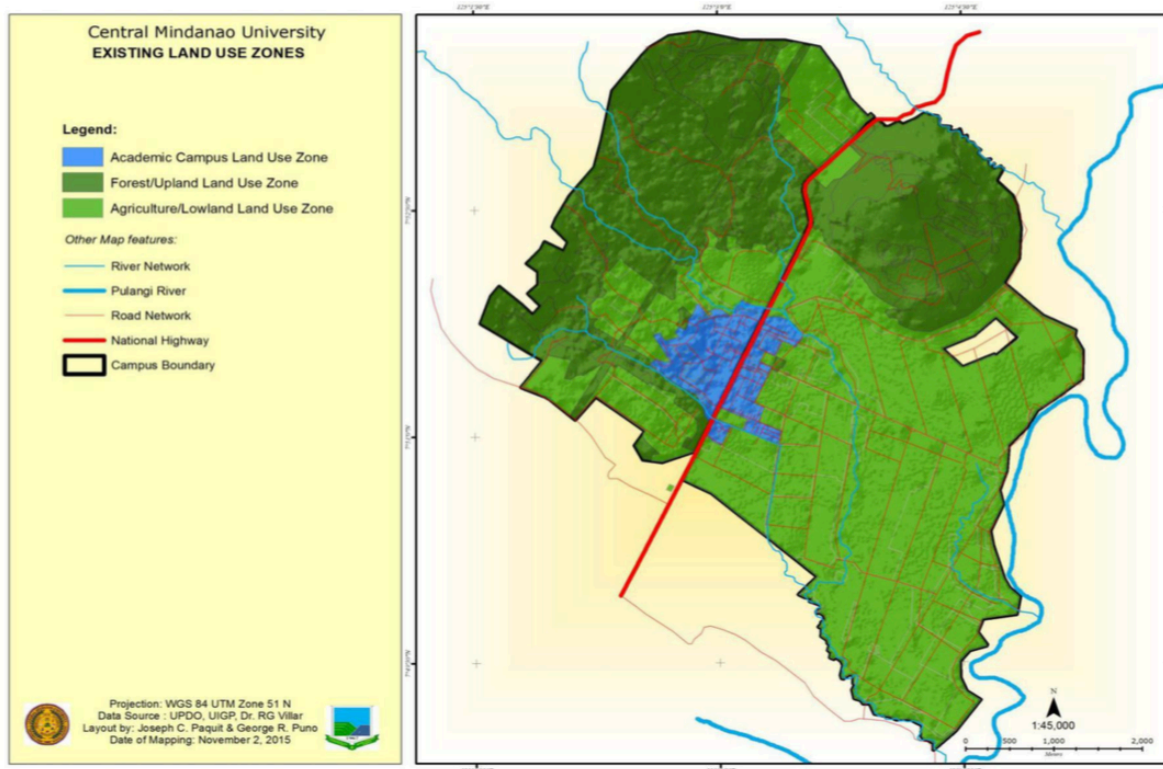 Central Mindanao University
EXISTING LAND USE ZONES
Legend:
Academic Campus Land Use Zone
Forest/Upland Land Use Zone
Agriculture/Lowland Land Use Zone
Other Map features:
River Network
Pulangi River
Road Network
National Highway
Campus Boundary
Projection: WGS 84 UTM Zone 51 N
Data Source : UPDO, UIGP, Dr. RG Villar
Layout by: Joseph C. Paquit & George R. Puno
Date of Mapping: November 2, 2015
N
1:45,000
0 500 1,000 2,000
Meters